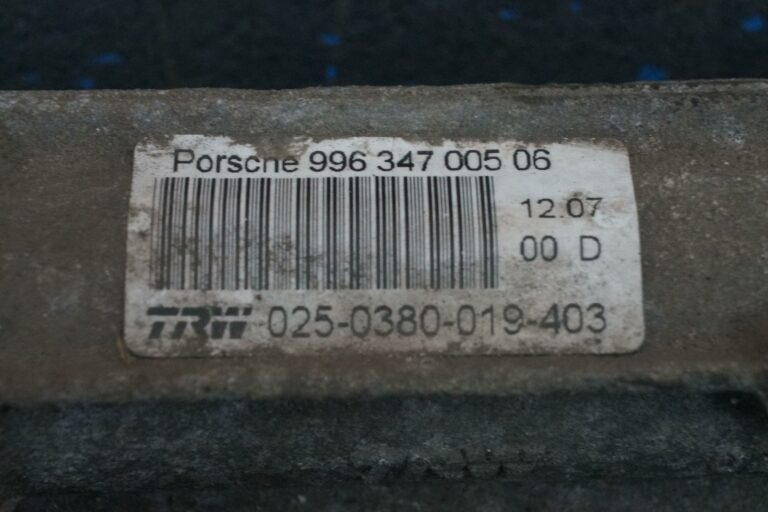 Porsche 996 347 005 06
12.07
00 D
TRW 025-0380-019-403